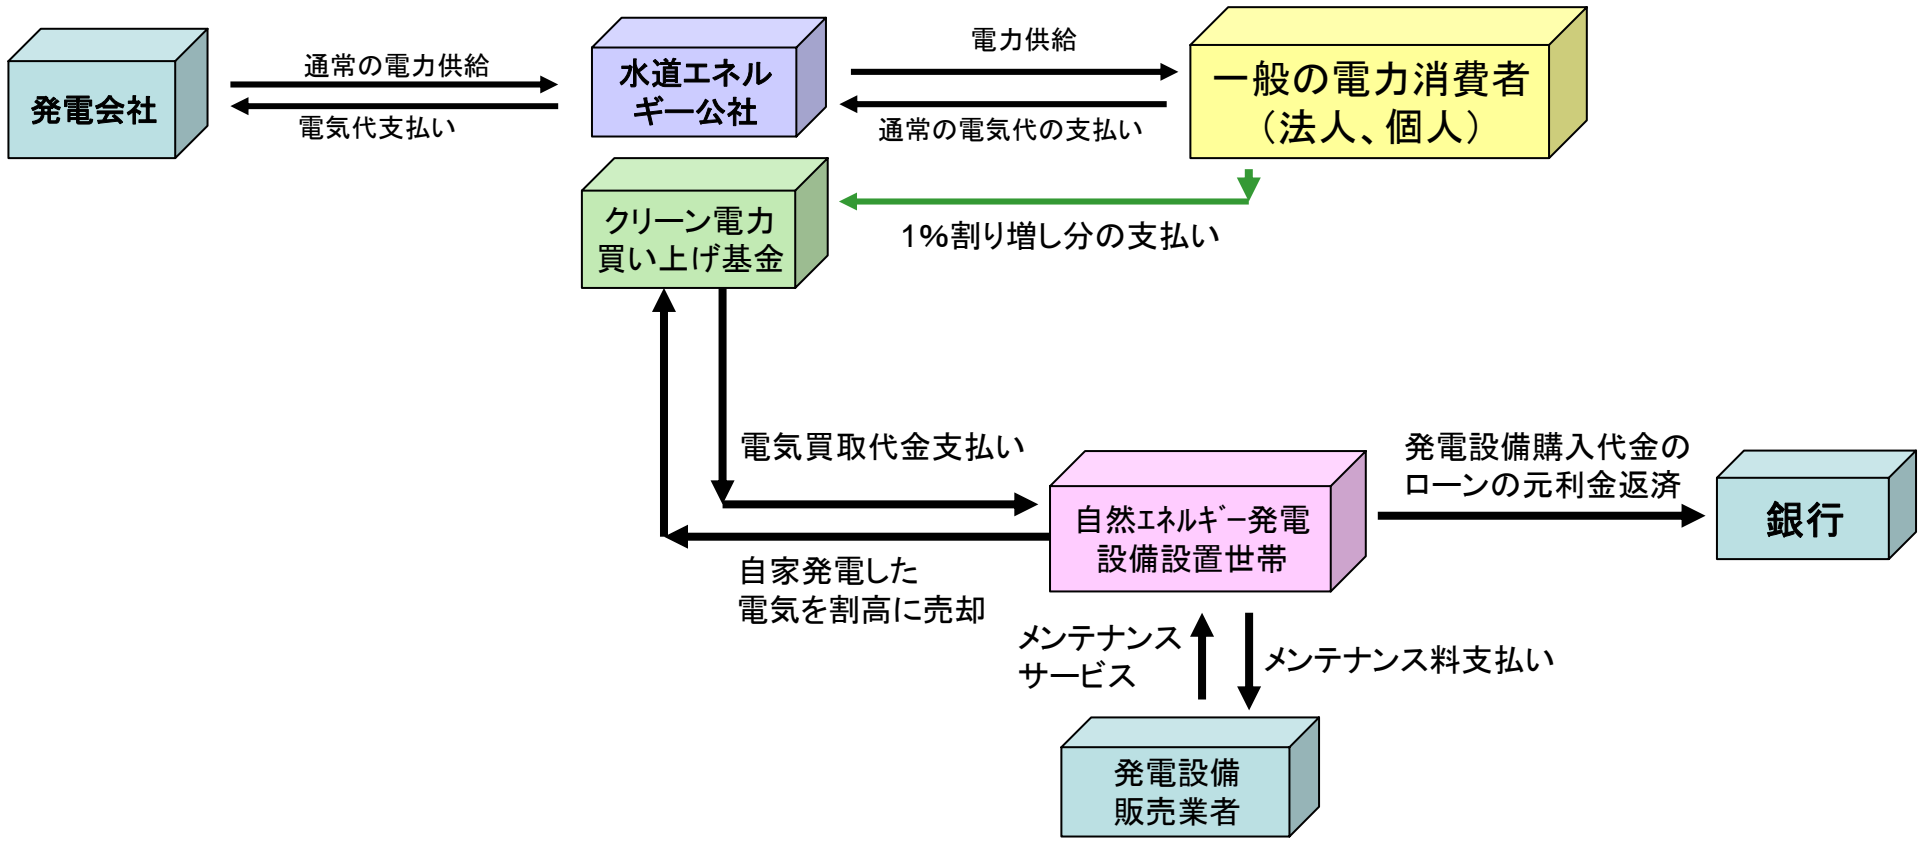 発電会社
通常の電力供給
電気代支払い
水道エネル
ギー公社
電力供給
通常の電気代の支払い
一般の電力消費者
（法人、個人）
クリーン電力
買い上げ基金
1%割り増し分の支払い
電気買取代金支払い
自家発電した
電気を割高に売却
自然ｴﾈﾙｷﾞｰ発電
設備設置世帯
発電設備購入代金の
ローンの元利金返済
銀行
メンテナンス
サービス
メンテナンス料支払い
発電設備
販売業者